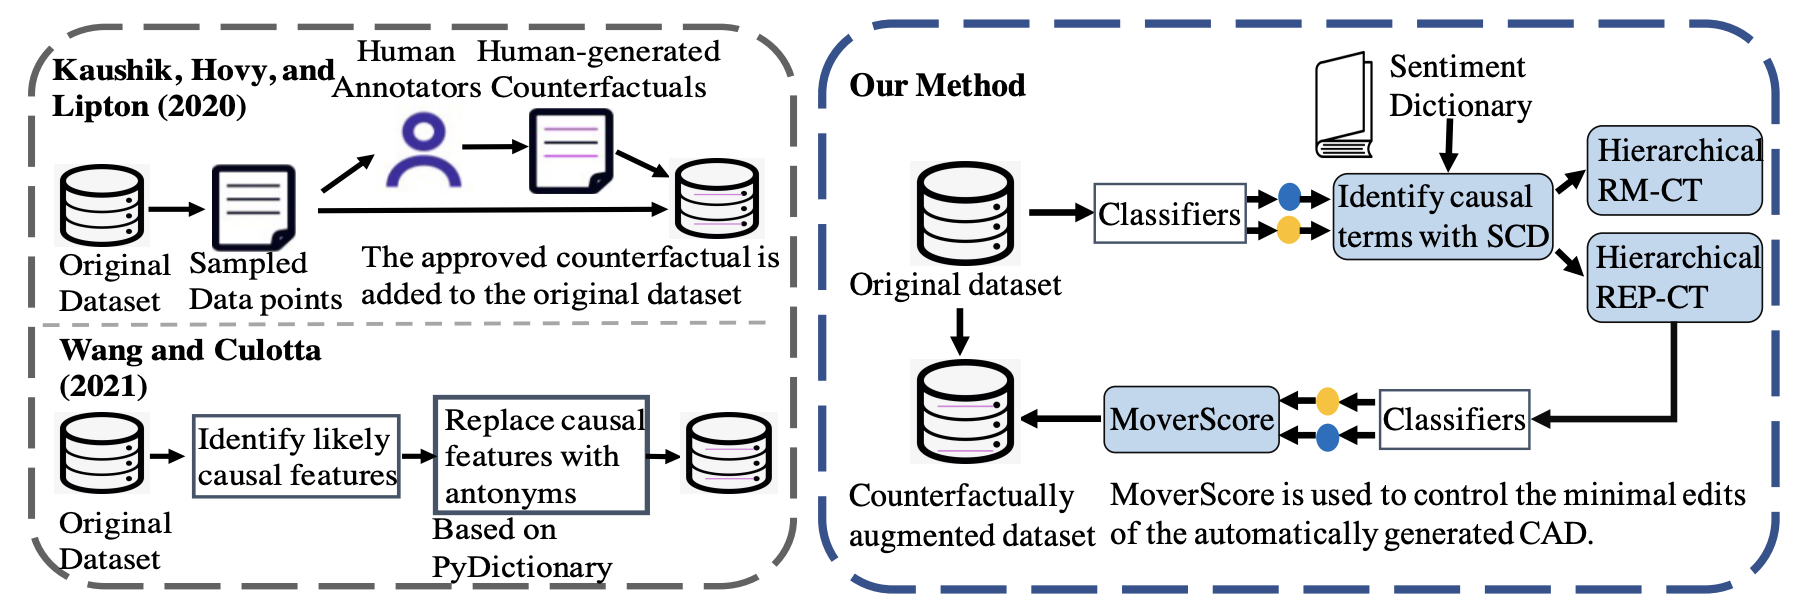 Kaushik, Hovy, and
Lipton (2020)
Human
Annotators
Human-generated
Counterfactuals
Original
Dataset
Sampled
Data points
The approved counterfactual is
added to the original dataset
Wang and Culotta
(2021)
Original
Dataset
Identify likely
causal features
Replace causal
features with
antonyms
Based on
PyDictionary
Our Method
Sentiment
Dictionary
Original dataset
Classifiers
Identify causal
terms with SCD
Hierarchical
RM-CT
Hierarchical
REP-CT
Classifiers
MoverScore
Counterfactually
augmented dataset
MoverScore is used to control the minimal edits
of the automatically generated CAD.